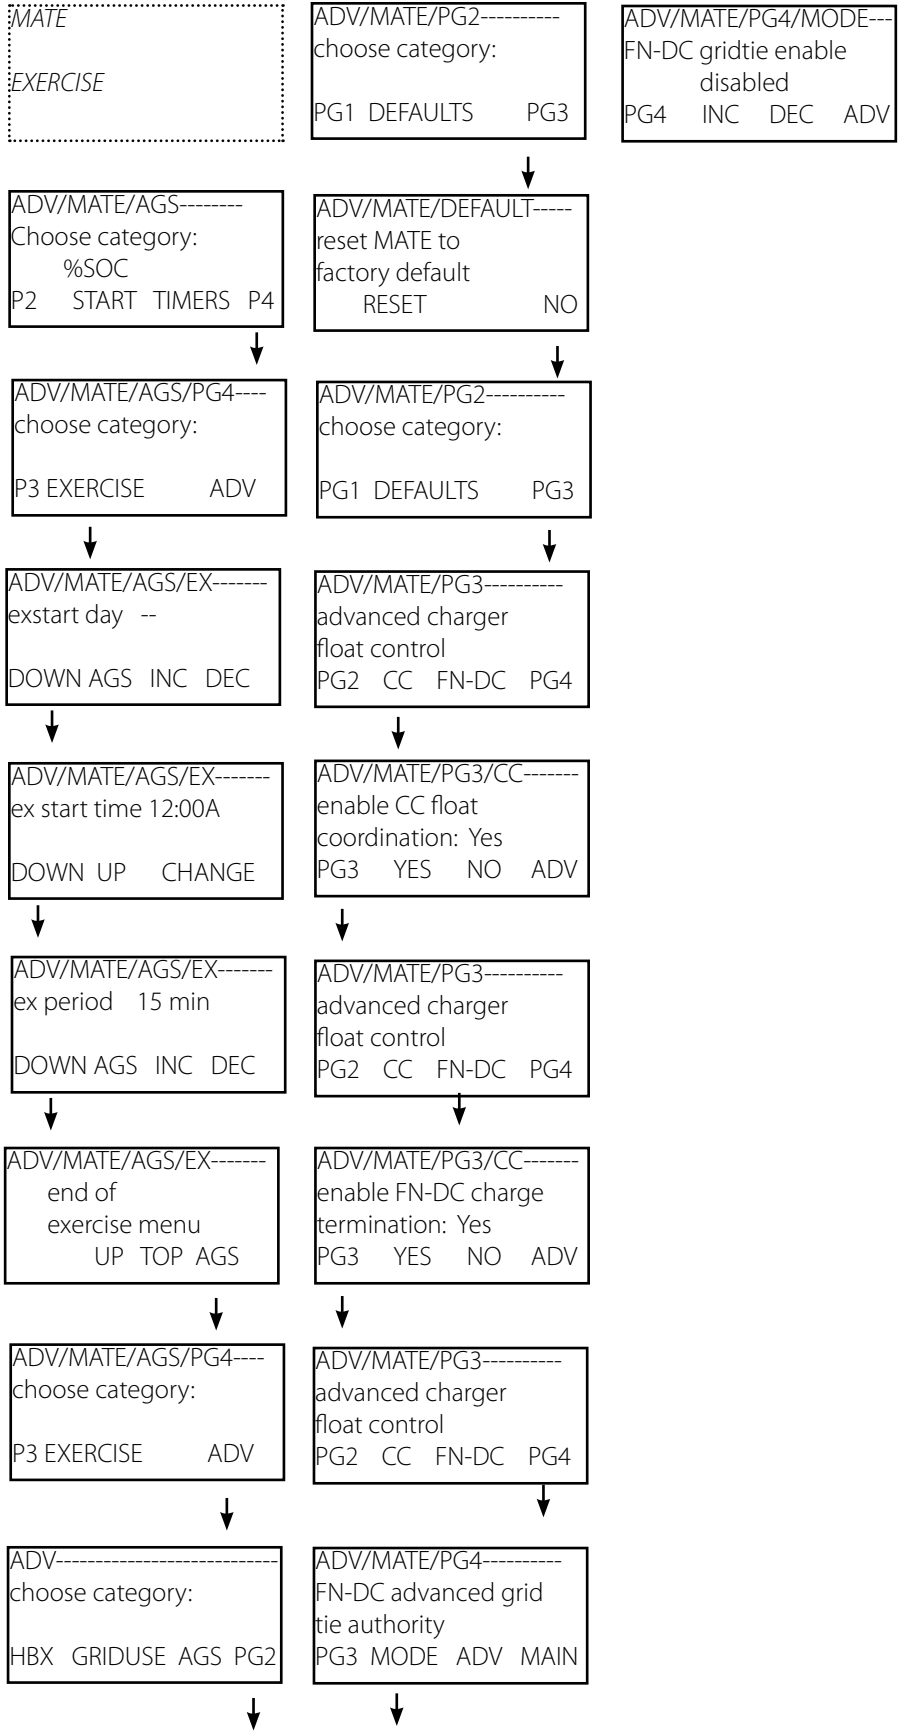 MATE
EXERCISE
ADV/MATE/AGS--------
Choose category:
%SOC
P2 START TIMERS P4
ADV/MATE/AGS/PG4----
choose category:
P3 EXERCISE ADV
ADV/MATE/AGS/EX-------
exstart day --
DOWN AGS INC DEC
ADV/MATE/AGS/EX-------
ex start time 12:00A
DOWN UP CHANGE
ADV/MATE/AGS/EX-------
ex period 15 min
DOWN AGS INC DEC
ADV/MATE/AGS/EX-------
end of
exercise menu
UP TOP AGS
ADV/MATE/AGS/PG4----
choose category:
P3 EXERCISE ADV
ADV----------------------------
choose category:
HBX GRIDUSE AGS PG2
ADV/MATE/PG2----------
choose category:
PG1 DEFAULTS PG3
ADV/MATE/DEFAULT-----
reset MATE to
factory default
RESET NO
ADV/MATE/PG2----------
choose category:
PG1 DEFAULTS PG3
ADV/MATE/PG3----------
advanced charger
float control
PG2 CC FN-DC PG4
ADV/MATE/PG3/CC-------
enable CC float
coordination: Yes
PG3 YES NO ADV
ADV/MATE/PG3----------
advanced charger
float control
PG2 CC FN-DC PG4
ADV/MATE/PG3/CC-------
enable FN-DC charge
termination: Yes
PG3 YES NO ADV
ADV/MATE/PG3----------
advanced charger
float control
PG2 CC FN-DC PG4
ADV/MATE/PG4----------
FN-DC advanced grid
tie authority
PG3 MODE ADV MAIN
ADV/MATE/PG4/MODE---
FN-DC gridtie enable
disabled
PG4 INC DEC ADV